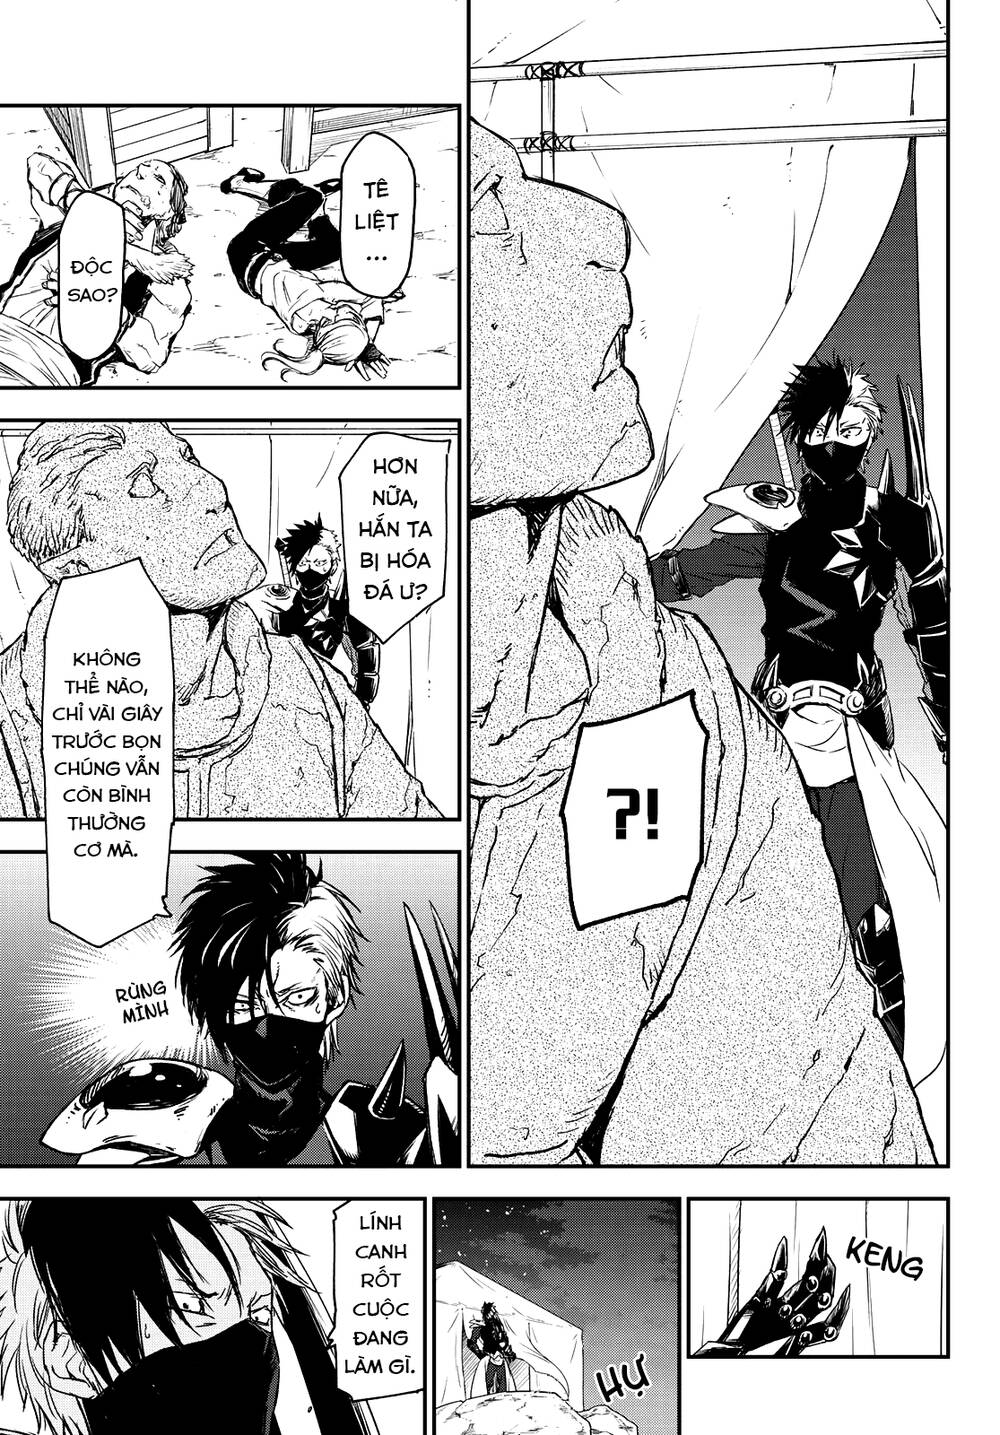 ?!
TÊ
LIỆT
...
ĐỘC
SAO?
HƠN
NỮA,
HẮN TA
BỊ HÓA
ĐÁ Ư?
KHÔNG
THỂ NÀO,
CHỈ VÀI GIÂY
TRƯỚC BỌN
CHÚNG VẪN
CÒN BÌNH
THƯỜNG
CƠ MÀ.
RÙNG
MÌNH
KENG
HỰ
LÍNH
CANH
RỐT
CUỘC
ĐANG
LÀM GÌ.